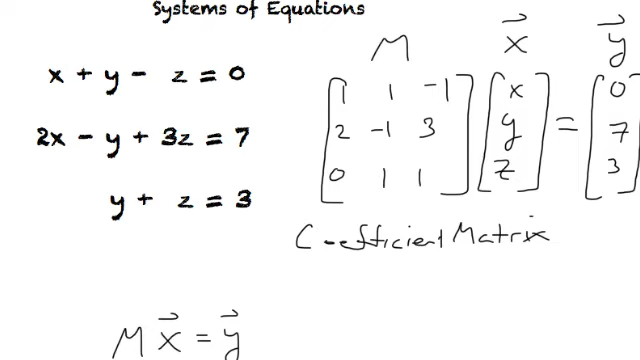 Systems of Equations
x + y - z = 0
2x - y + 3z = 7
y + z = 3
M x⃗ y⃗
[1 1 -1] [x] = [0]
[2 -1 3] [y] [7]
[0 1 1] [z] [3]
Coefficient Matrix
M x⃗ = y⃗